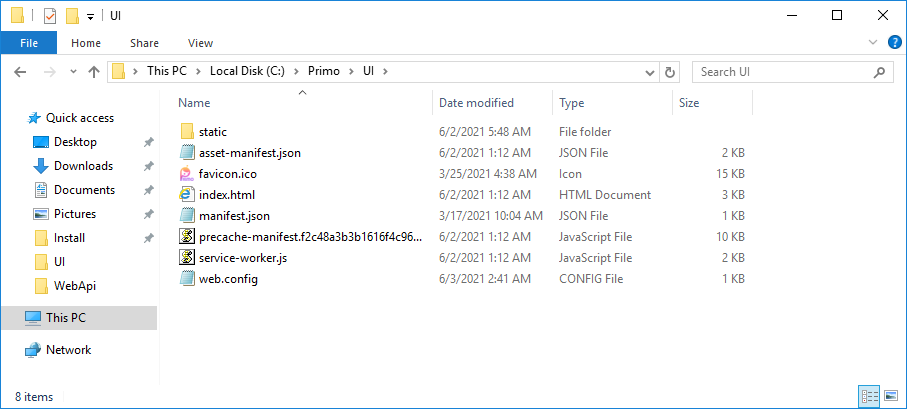 UI
File Home Share View
This PC Local Disk (C:) Primo UI Search UI
Name Date modified Type Size
Quick access
Desktop
Downloads
Documents
Pictures
Install
UI
WebApi
This PC
Network
static 6/2/2021 5:48 AM File folder
asset-manifest.json 6/2/2021 1:12 AM JSON File 2 KB
favicon.ico 3/25/2021 4:38 AM Icon 15 KB
index.html 6/2/2021 1:12 AM HTML Document 3 KB
manifest.json 3/17/2021 10:04 AM JSON File 1 KB
precache-manifest.f2c48a3b3b1616f4c96... 6/2/2021 1:12 AM JavaScript File 10 KB
service-worker.js 6/2/2021 1:12 AM JavaScript File 2 KB
web.config 6/3/2021 2:41 AM CONFIG File 1 KB
8 items